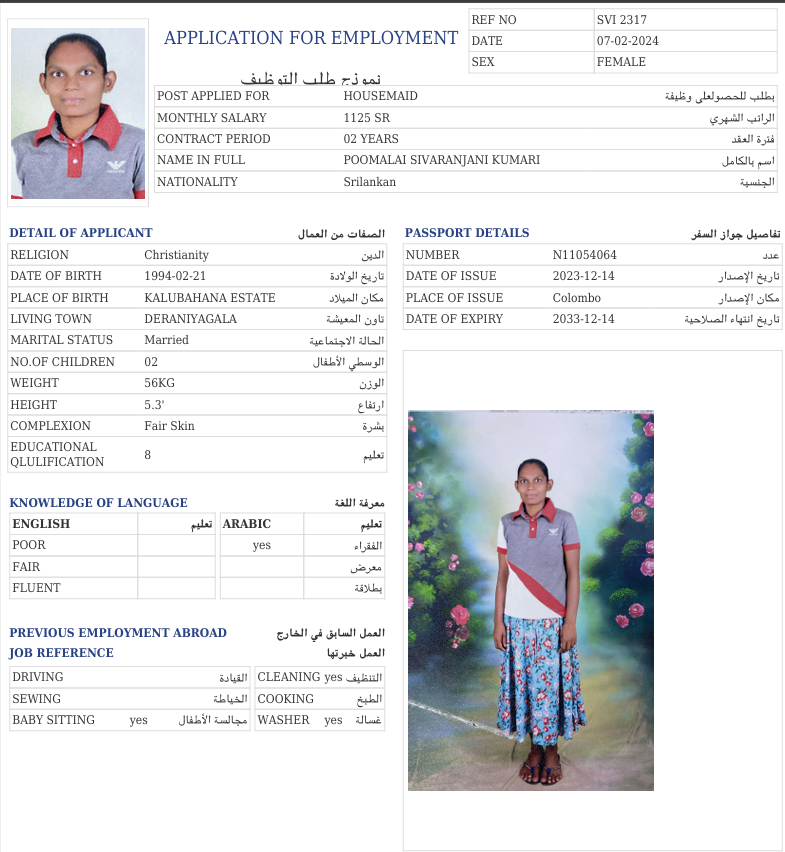 APPLICATION FOR EMPLOYMENT
نموذج طلب التوظيف
REF NO SVI 2317
DATE 07-02-2024
SEX FEMALE
POST APPLIED FOR HOUSEMAID بطلب للحصولعلى وظيفة
MONTHLY SALARY 1125 SR الراتب الشهري
CONTRACT PERIOD 02 YEARS فترة العقد
NAME IN FULL POOMALAI SIVARANJANI KUMARI اسم بالكامل
NATIONALITY Srilankan الجنسية
DETAIL OF APPLICANT الصفات من العمال
RELIGION Christianity الدين
DATE OF BIRTH 1994-02-21 تاريخ الولادة
PLACE OF BIRTH KALUBAHANA ESTATE مكان الميلاد
LIVING TOWN DERANIYAGALA تاون المعيشة
MARITAL STATUS Married الحالة الاجتماعية
NO.OF CHILDREN 02 الوسطي الأطفال
WEIGHT 56KG الوزن
HEIGHT 5.3' ارتفاع
COMPLEXION Fair Skin بشرة
EDUCATIONAL
QLULIFICATION 8 تعليم
PASSPORT DETAILS تفاصيل جواز السفر
NUMBER N11054064 عدد
DATE OF ISSUE 2023-12-14 تاريخ الإصدار
PLACE OF ISSUE Colombo مكان الإصدار
DATE OF EXPIRY 2033-12-14 تاريخ انتهاء الصلاحية
KNOWLEDGE OF LANGUAGE معرفة اللغة
ENGLISH تعليم ARABIC تعليم
POOR yes الفقراء
FAIR معرض
FLUENT بطلاقة
PREVIOUS EMPLOYMENT ABROAD العمل السابق في الخارج
JOB REFERENCE العمل خبرتها
DRIVING القيادة CLEANING yes التنظيف
SEWING الخياطة COOKING الطبخ
BABY SITTING yes مجالسة الأطفال WASHER yes غسالة